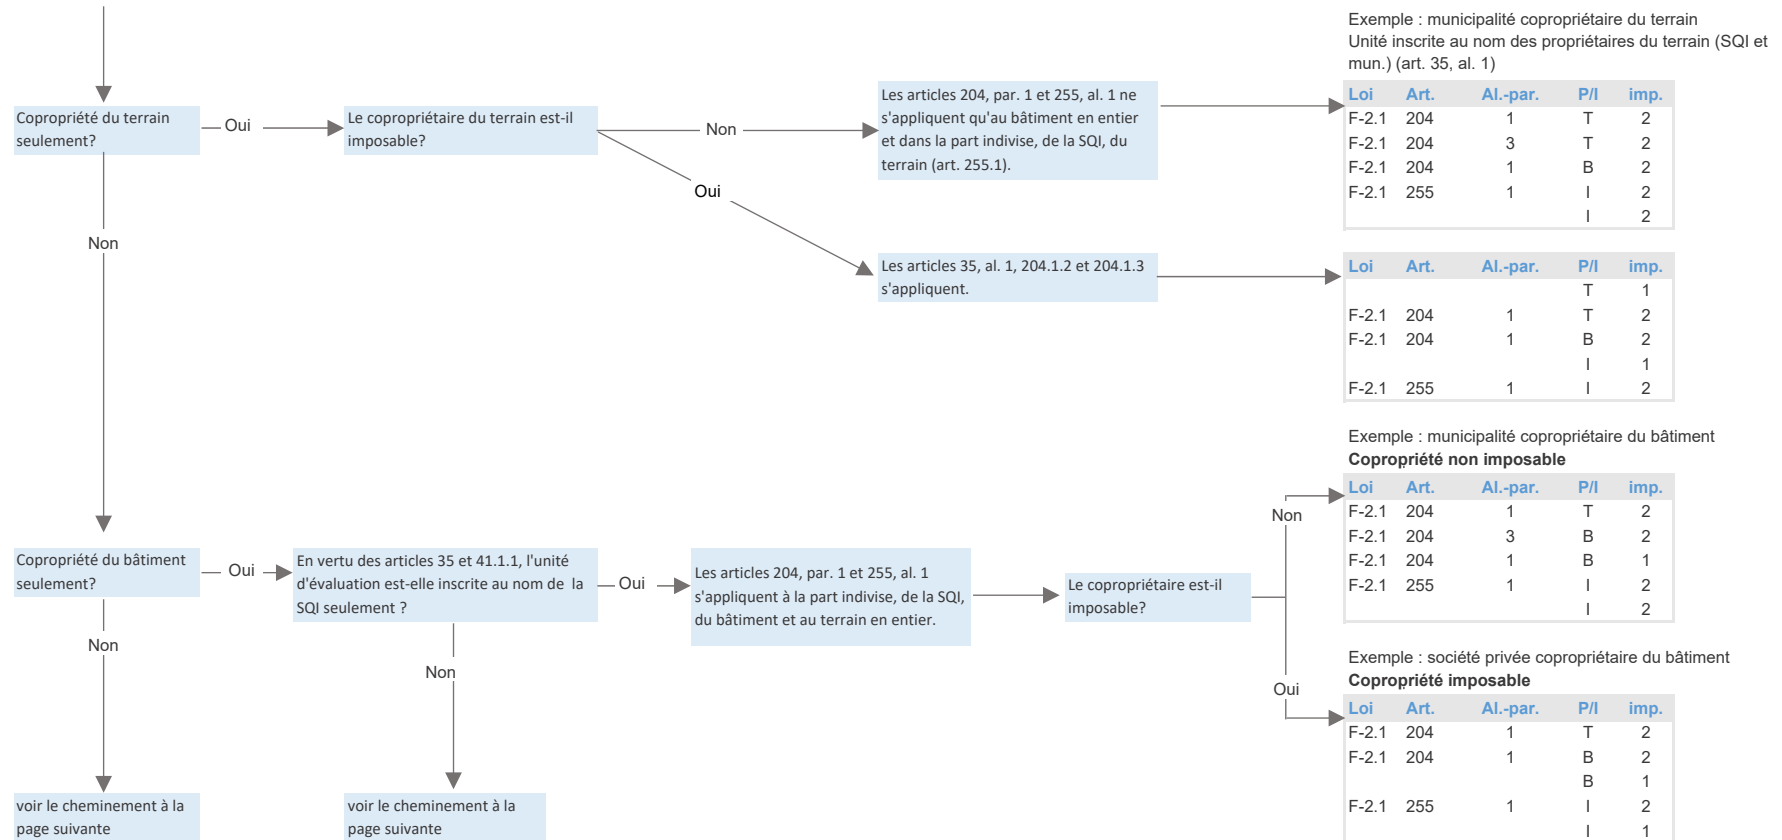 Exemple : municipalité copropriétaire du terrain
Unité inscrite au nom des propriétaires du terrain (SQI et
mun.) (art. 35, al. 1)
Copropriété du terrain
seulement?
Oui
Le copropriétaire du terrain est-il
imposable?
Non
Les articles 204, par. 1 et 255, al. 1 ne
s'appliquent qu'au bâtiment en entier
et dans la part indivise, de la SQI, du
terrain (art. 255.1).
Loi Art. Al.-par. P/I imp.
F-2.1 204 1 T 2
F-2.1 204 3 T 2
F-2.1 204 1 B 2
F-2.1 255 1 I 2
I 2
Oui
Non
Les articles 35, al. 1, 204.1.2 et 204.1.3
s'appliquent.
Loi Art. Al.-par. P/I imp.
T 1
F-2.1 204 1 T 2
F-2.1 204 1 B 2
I 1
F-2.1 255 1 I 2
Exemple : municipalité copropriétaire du bâtiment
Copropriété non imposable
Copropriété du bâtiment
seulement?
Oui
En vertu des articles 35 et 41.1.1, l'unité
d'évaluation est-elle inscrite au nom de la
SQI seulement ?
Oui
Les articles 204, par. 1 et 255, al. 1
s'appliquent à la part indivise, de la SQI,
du bâtiment et au terrain en entier.
Le copropriétaire est-il
imposable?
Non
Loi Art. Al.-par. P/I imp.
F-2.1 204 1 T 2
F-2.1 204 3 B 2
F-2.1 204 1 B 1
F-2.1 255 1 I 2
I 2
Non
Non
Oui
Exemple : société privée copropriétaire du bâtiment
Copropriété imposable
Loi Art. Al.-par. P/I imp.
F-2.1 204 1 T 2
F-2.1 204 1 B 2
B 1
F-2.1 255 1 I 2
I 1
voir le cheminement à la
page suivante
voir le cheminement à la
page suivante